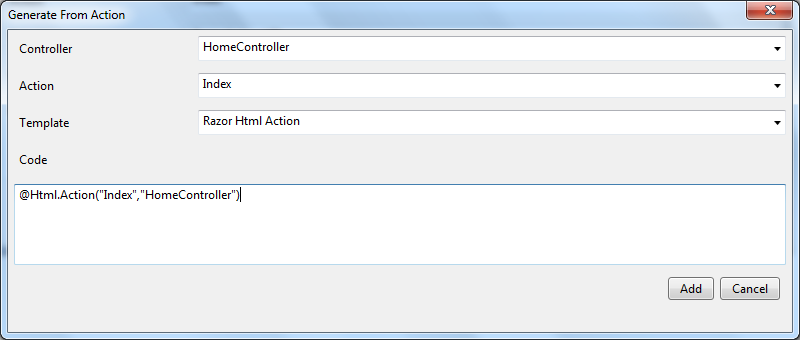 Generate From Action
Controller HomeController
Action Index
Template Razor Html Action
Code
@Html.Action("Index","HomeController")
Add Cancel